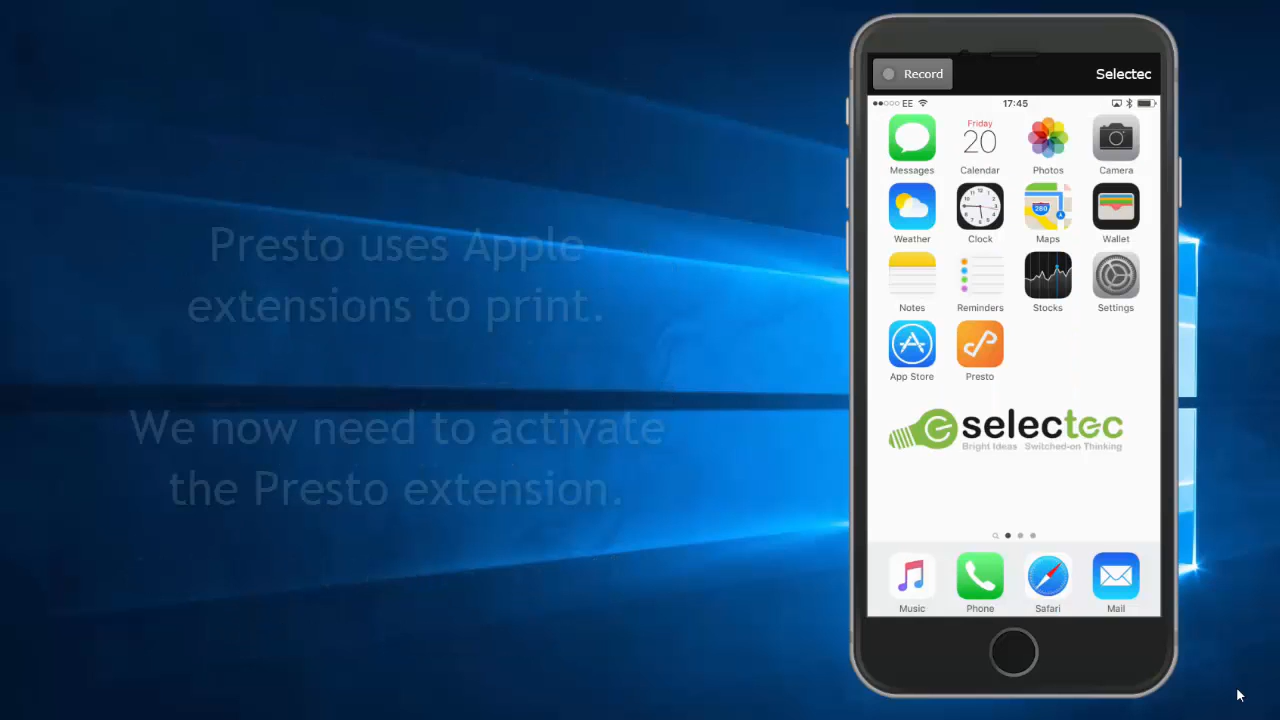 Presto uses Apple
extensions to print.
We now need to activate
the Presto extension.
Record
Selectec
EE
17:45
Friday
20
Messages
Calendar
Photos
Camera
280
Weather
Clock
Maps
Wallet
Notes
Reminders
Stocks
Settings
App Store
Presto
selectec
Bright Ideas Switched-on Thinking
Music
Phone
Safari
Mail